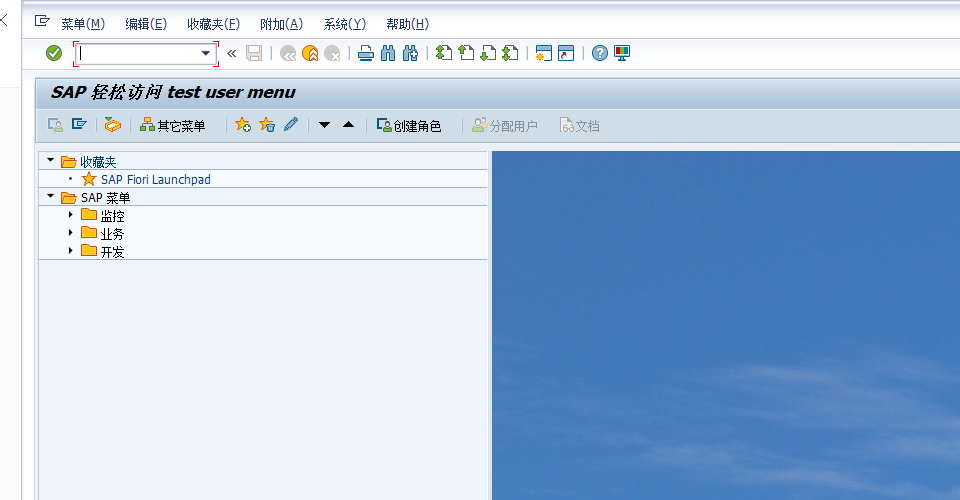 菜单(M) 编辑(E) 收藏夹(F) 附加(A) 系统(Y) 帮助(H)
SAP 轻松访问 test user menu
其它菜单 创建角色 分配用户 文档
收藏夹
SAP Fiori Launchpad
SAP 菜单
监控
业务
开发